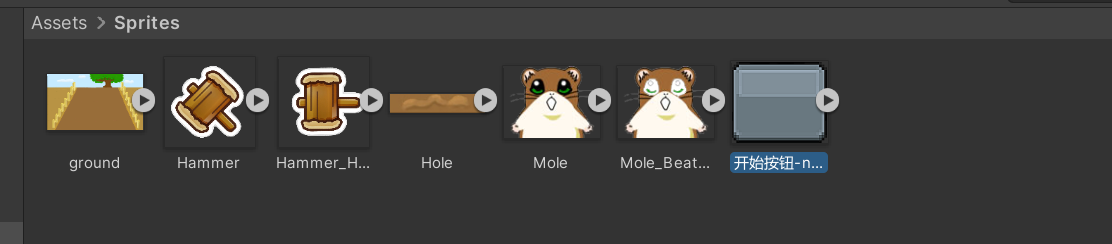 Assets > Sprites
ground
Hammer
Hammer_H...
Hole
Mole
Mole_Beat...
开始按钮-n...